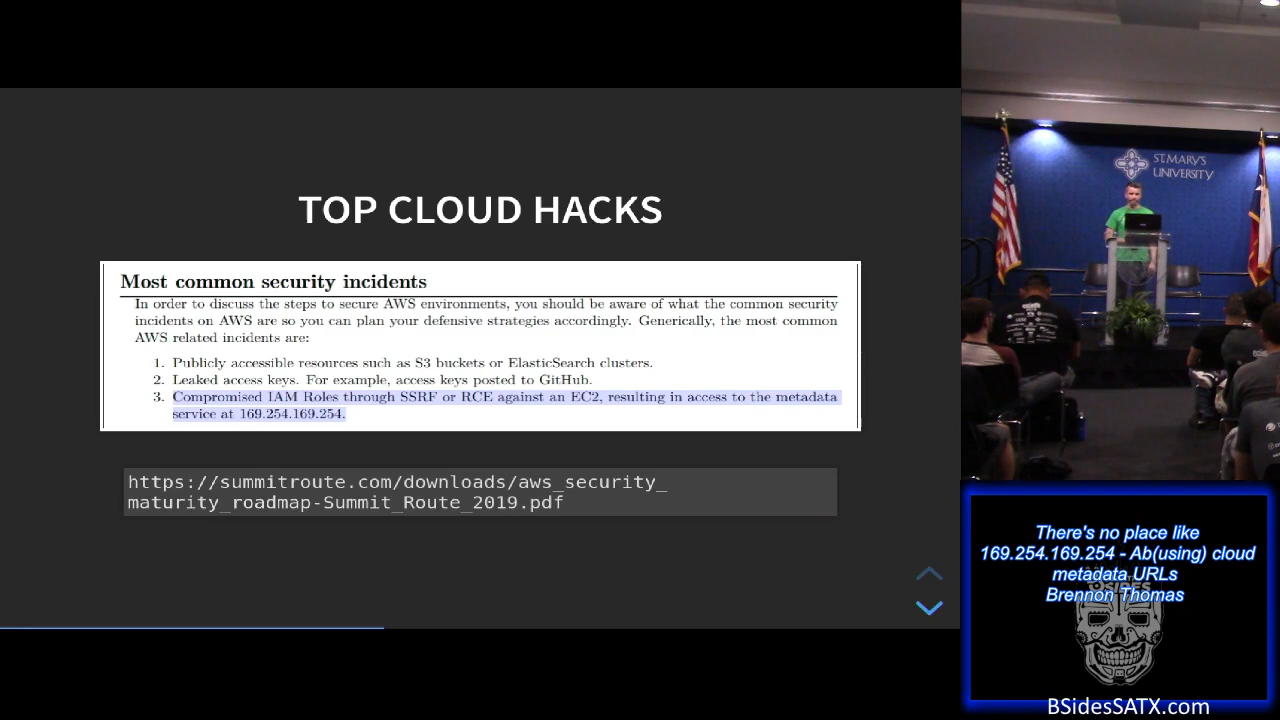 TOP CLOUD HACKS
Most common security incidents
In order to discuss the steps to secure AWS environments, you should be aware of what the common security
incidents on AWS are so you can plan your defensive strategies accordingly. Generically, the most common
AWS related incidents are:
1. Publicly accessible resources such as S3 buckets or ElasticSearch clusters.
2. Leaked access keys. For example, access keys posted to GitHub.
3. Compromised IAM Roles through SSRF or RCE against an EC2, resulting in access to the metadata
service at 169.254.169.254.
https://summitroute.com/downloads/aws_security_
maturity_roadmap-Summit_Route_2019.pdf
ST. MARY'S
UNIVERSITY
There's no place like
169.254.169.254 - Ab(using) cloud
metadata URLs
Brennon Thomas
BSIDES
BSidesSATX.com